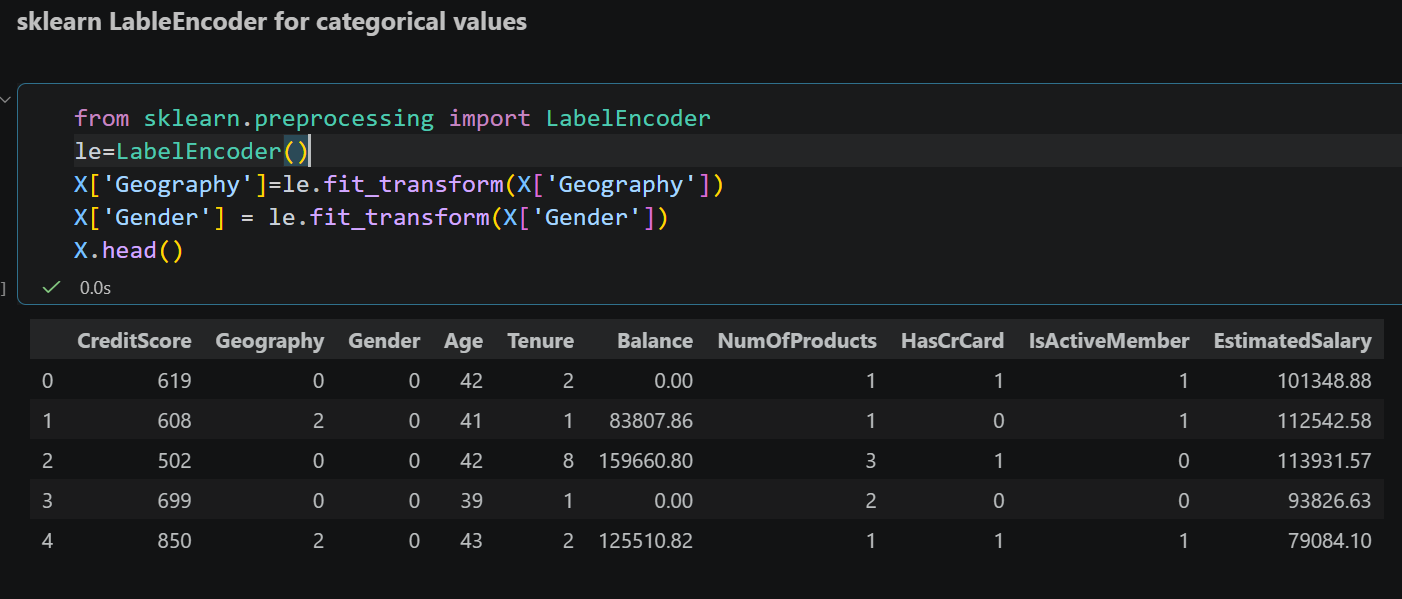 sklearn LableEncoder for categorical values
from sklearn.preprocessing import LabelEncoder
le=LabelEncoder()
X['Geography']=le.fit_transform(X['Geography'])
X['Gender'] = le.fit_transform(X['Gender'])
X.head()
] 0.0s
CreditScore Geography Gender Age Tenure Balance NumOfProducts HasCrCard IsActiveMember EstimatedSalary
0 619 0 0 42 2 0.00 1 1 1 101348.88
1 608 2 0 41 1 83807.86 1 0 1 112542.58
2 502 0 0 42 8 159660.80 3 1 0 113931.57
3 699 0 0 39 1 0.00 2 0 0 93826.63
4 850 2 0 43 2 125510.82 1 1 1 79084.10